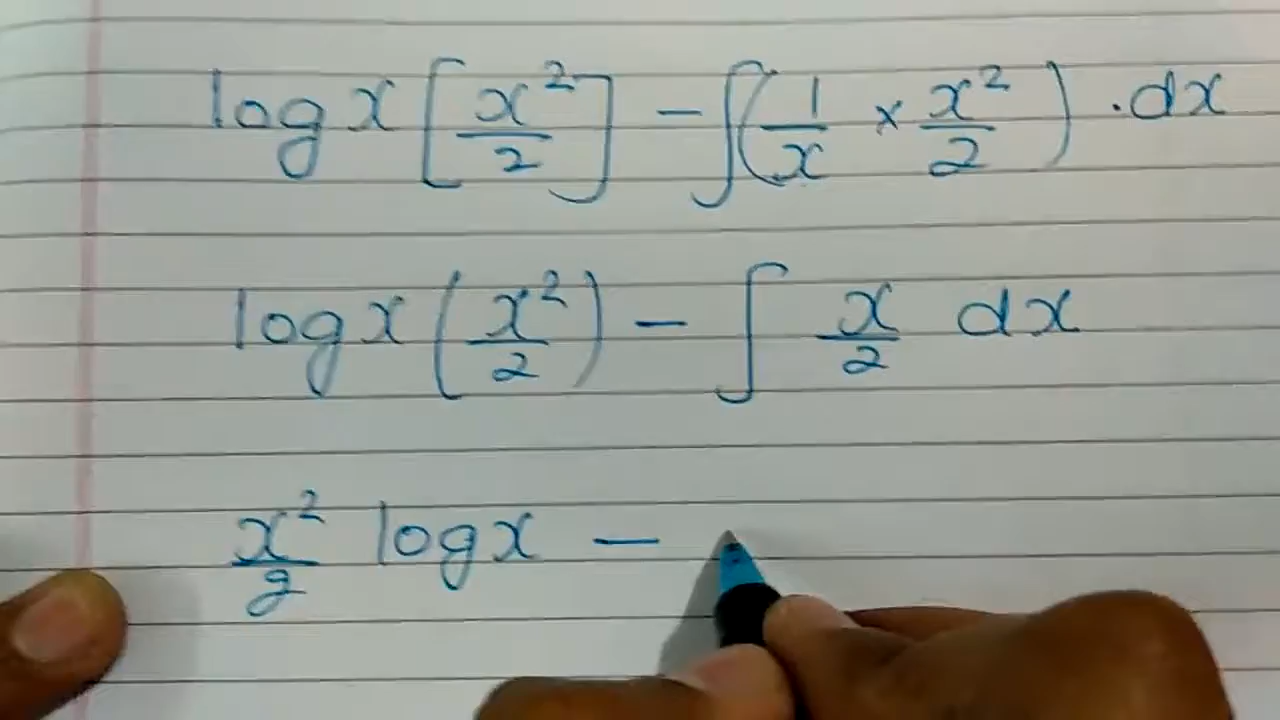 log x [x²/2] - ∫(1/x × x²/2) . dx
log x (x²/2) - ∫ x/2 dx
x²/2 log x -